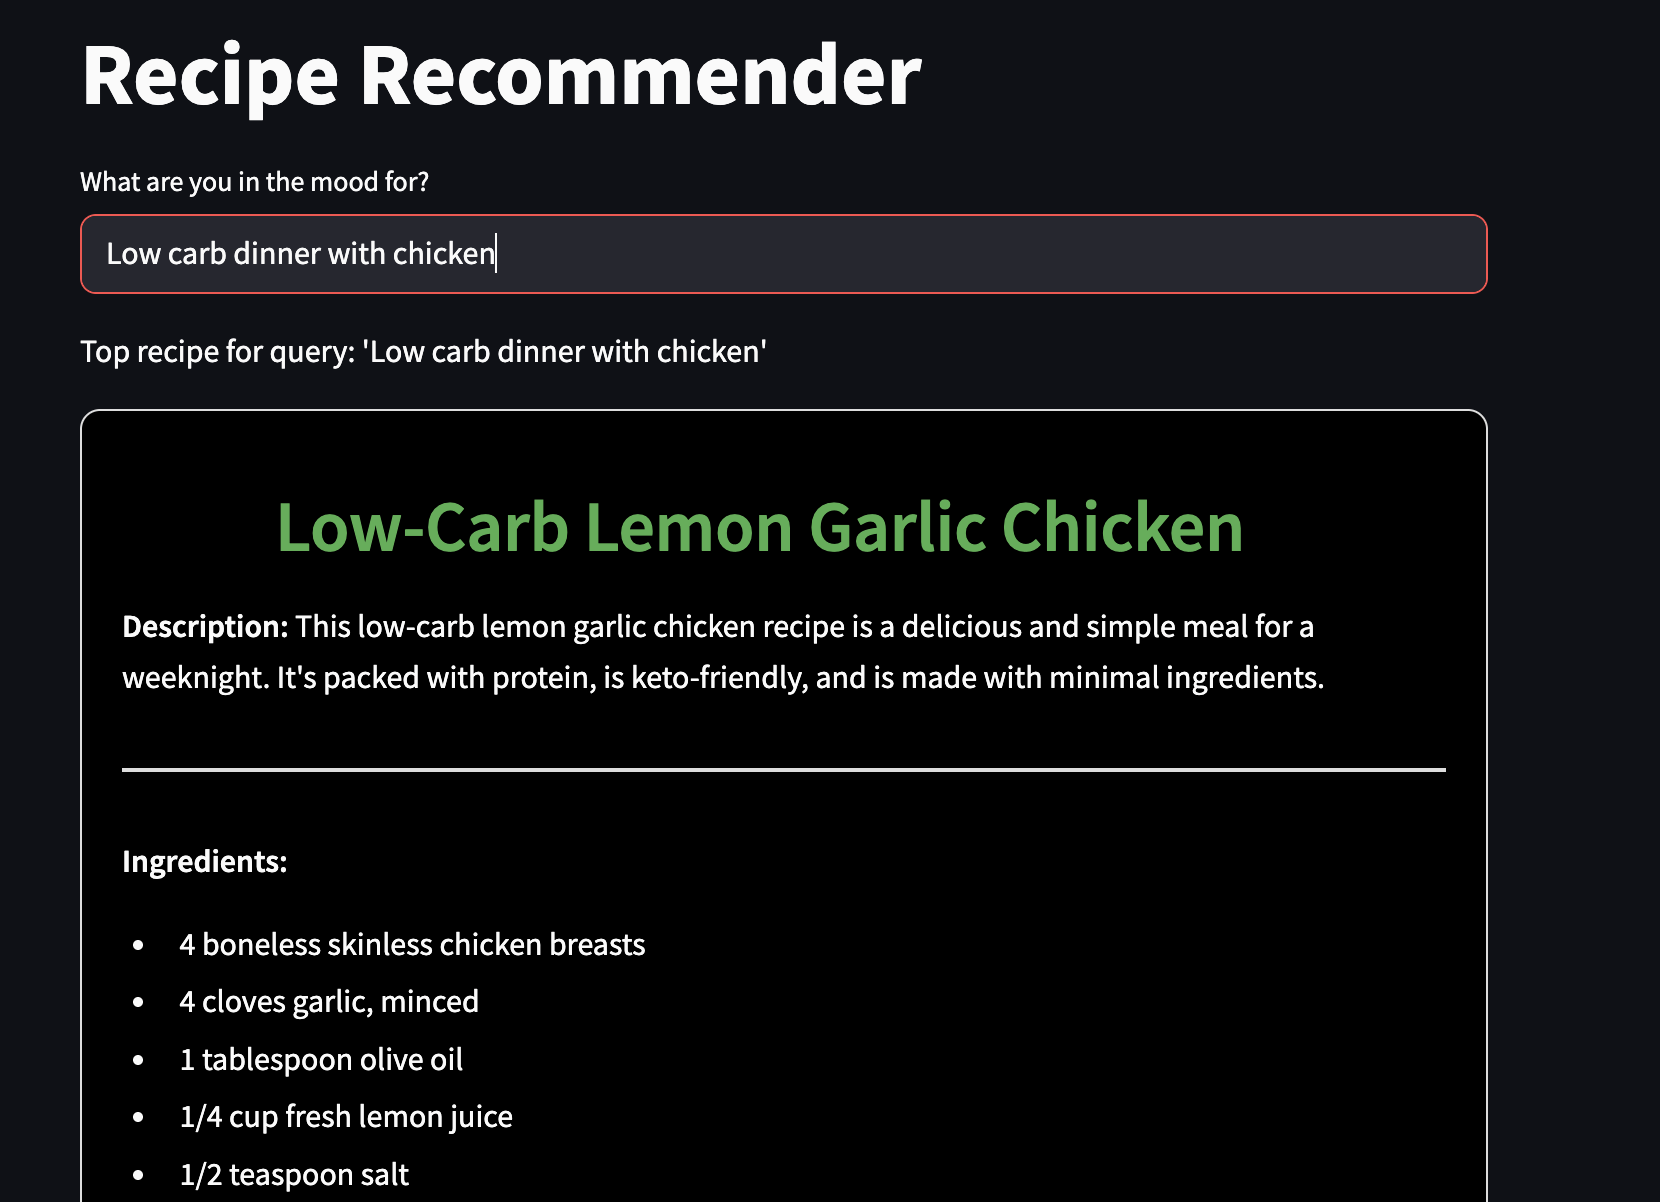 Recipe Recommender
What are you in the mood for?
Low carb dinner with chicken
Top recipe for query: 'Low carb dinner with chicken'
Low-Carb Lemon Garlic Chicken
Description: This low-carb lemon garlic chicken recipe is a delicious and simple meal for a
weeknight. It's packed with protein, is keto-friendly, and is made with minimal ingredients.
Ingredients:
• 4 boneless skinless chicken breasts
• 4 cloves garlic, minced
• 1 tablespoon olive oil
• 1/4 cup fresh lemon juice
• 1/2 teaspoon salt